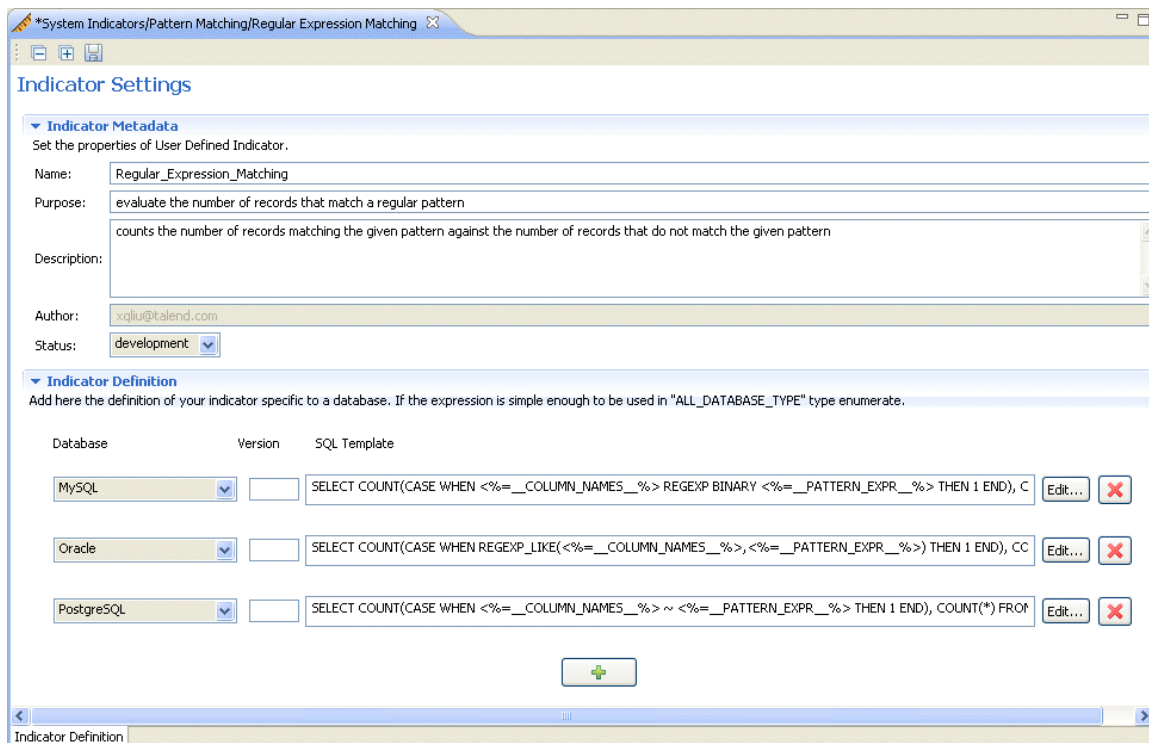 *System Indicators/Pattern Matching/Regular Expression Matching
Indicator Settings
Indicator Metadata
Set the properties of User Defined Indicator.
Name: Regular_Expression_Matching
Purpose: evaluate the number of records that match a regular pattern
Description: counts the number of records matching the given pattern against the number of records that do not match the given pattern
Author: xqliu@talend.com
Status: development
Indicator Definition
Add here the definition of your indicator specific to a database. If the expression is simple enough to be used in "ALL_DATABASE_TYPE" type enumerate.
Database Version SQL Template
MySQL SELECT COUNT(CASE WHEN <%=__COLUMN_NAMES__%> REGEXP BINARY <%=__PATTERN_EXPR__%> THEN 1 END), C Edit...
Oracle SELECT COUNT(CASE WHEN REGEXP_LIKE(<%=__COLUMN_NAMES__%>,<%=__PATTERN_EXPR__%>) THEN 1 END), CO Edit...
PostgreSQL SELECT COUNT(CASE WHEN <%=__COLUMN_NAMES__%> ~ <%=__PATTERN_EXPR__%> THEN 1 END), COUNT(*) FROM Edit...
Indicator Definition